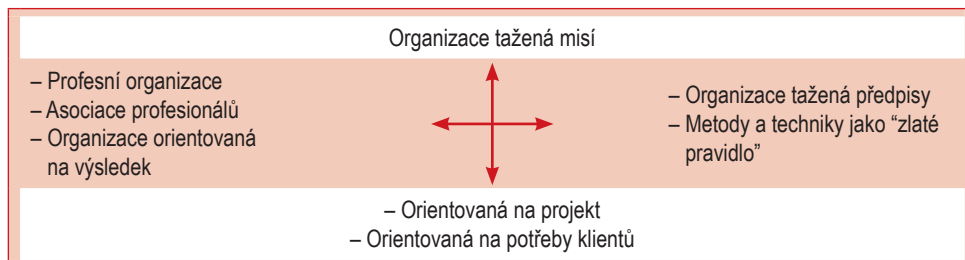 Organizace tažená misí
– Profesní organizace
– Asociace profesionálů
– Organizace orientovaná
na výsledek
– Organizace tažená předpisy
– Metody a techniky jako “zlaté
pravidlo”
– Orientovaná na projekt
– Orientovaná na potřeby klientů